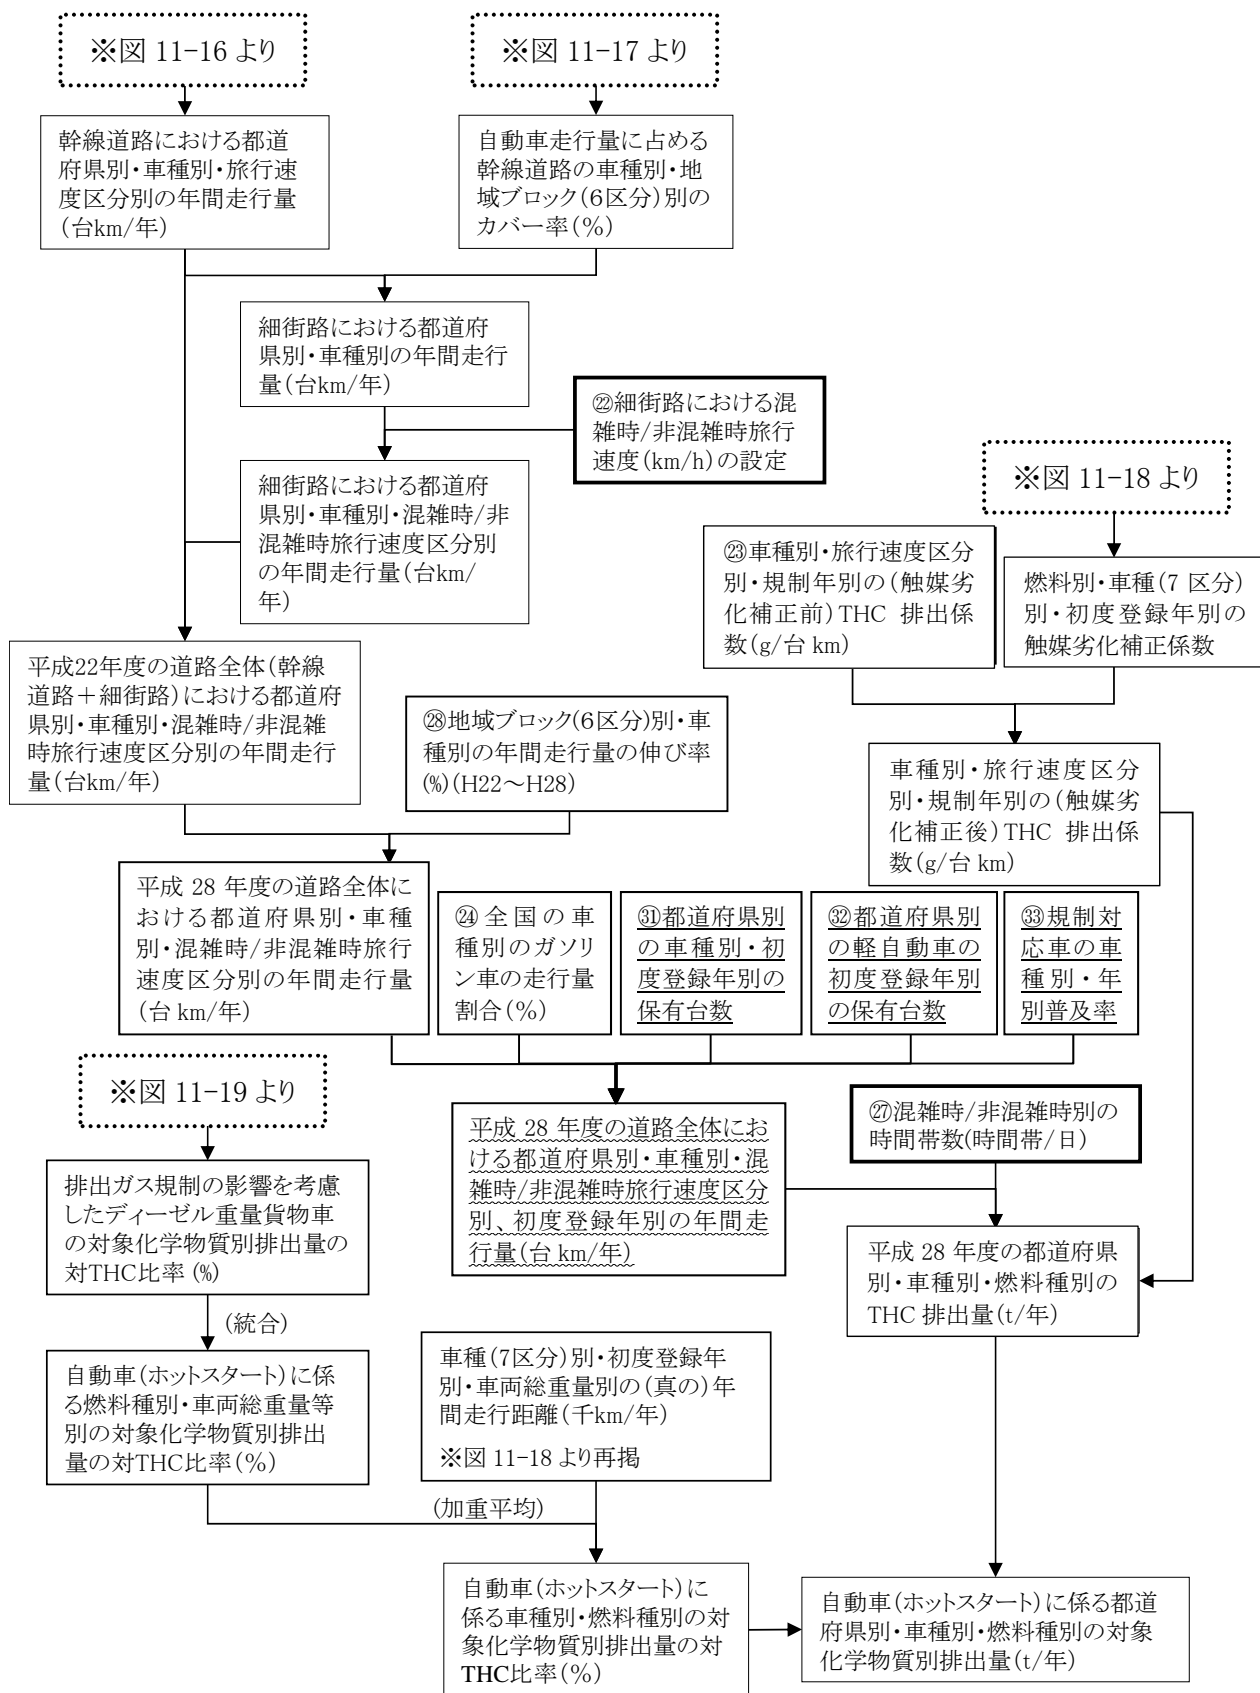 ※図 11-16 より
※図 11-17 より
幹線道路における都道
府県別・車種別・旅行速
度区分別の年間走行量
(台km/年)
自動車走行量に占める
幹線道路の車種別・地
域ブロック(6区分)別の
カバー率(%)
細街路における都道府
県別・車種別の年間走行
量(台km/年)
㉒細街路における混
雑時/非混雑時旅行
速度(km/h)の設定
※図 11-18 より
細街路における都道府
県別・車種別・混雑時/非
混雑時旅行速度区分別
の年間走行量(台km/
年)
㉓車種別・旅行速度区分
別・規制年別の(触媒劣
化補正前)THC 排出係
数(g/台 km)
燃料別・車種(7 区分)
別・初度登録年別の
触媒劣化補正係数
平成22年度の道路全体(幹線
道路+細街路)における都道府
県別・車種別・混雑時/非混雑
時旅行速度区分別の年間走行
量(台km/年)
㉘地域ブロック(6区分)別・車
種別の年間走行量の伸び率
(%)(H22～H28)
車種別・旅行速度区分
別・規制年別の(触媒劣
化補正後)THC 排出係
数(g/台 km)
平成 28 年度の道路全体に
おける都道府県別・車種
別・混雑時/非混雑時旅行
速度区分別の年間走行量
(台 km/年)
㉔全国の車
種別のガソリ
ン車の走行量
割合(%)
㉛都道府県別
の車種別・初
度登録年別の
保有台数
㉜都道府県別
の軽自動車の
初度登録年別
の保有台数
㉝規制対
応車の車
種別・年
別普及率
※図 11-19 より
平成 28 年度の道路全体にお
ける都道府県別・車種別・混
雑時/非混雑時旅行速度区分
別、初度登録年別の年間走
行量(台 km/年)
㉗混雑時/非混雑時別の
時間帯数(時間帯/日)
排出ガス規制の影響を考慮
したディーゼル重量貨物車
の対象化学物質別排出量の
対THC比率(%)
平成 28 年度の都道府県
別・車種別・燃料種別の
THC 排出量(t/年)
(統合)
自動車(ホットスタート)に係
る燃料種別・車両総重量等
別の対象化学物質別排出
量の対THC比率(%)
車種(7区分)別・初度登録年
別・車両総重量別の(真の)年
間走行距離(千km/年)
※図 11-18 より再掲
(加重平均)
自動車(ホットスタート)に
係る車種別・燃料種別の対
象化学物質別排出量の対
THC比率(%)
自動車(ホットスタート)に係る都道
府県別・車種別・燃料種別の対象
化学物質別排出量(t/年)